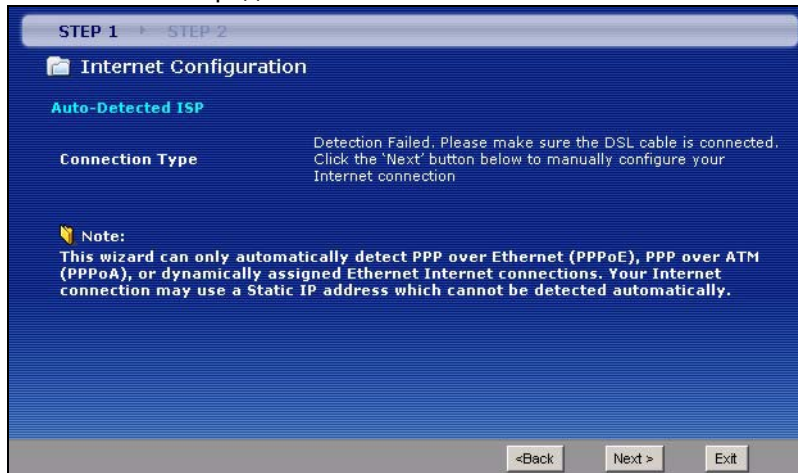 STEP 1 STEP 2
Internet Configuration
Auto-Detected ISP
Connection Type
Detection Failed. Please make sure the DSL cable is connected.
Click the 'Next' button below to manually configure your
Internet connection
Note:
This wizard can only automatically detect PPP over Ethernet (PPPoE), PPP over ATM
(PPPoA), or dynamically assigned Ethernet Internet connections. Your Internet
connection may use a Static IP address which cannot be detected automatically.
<Back Next > Exit